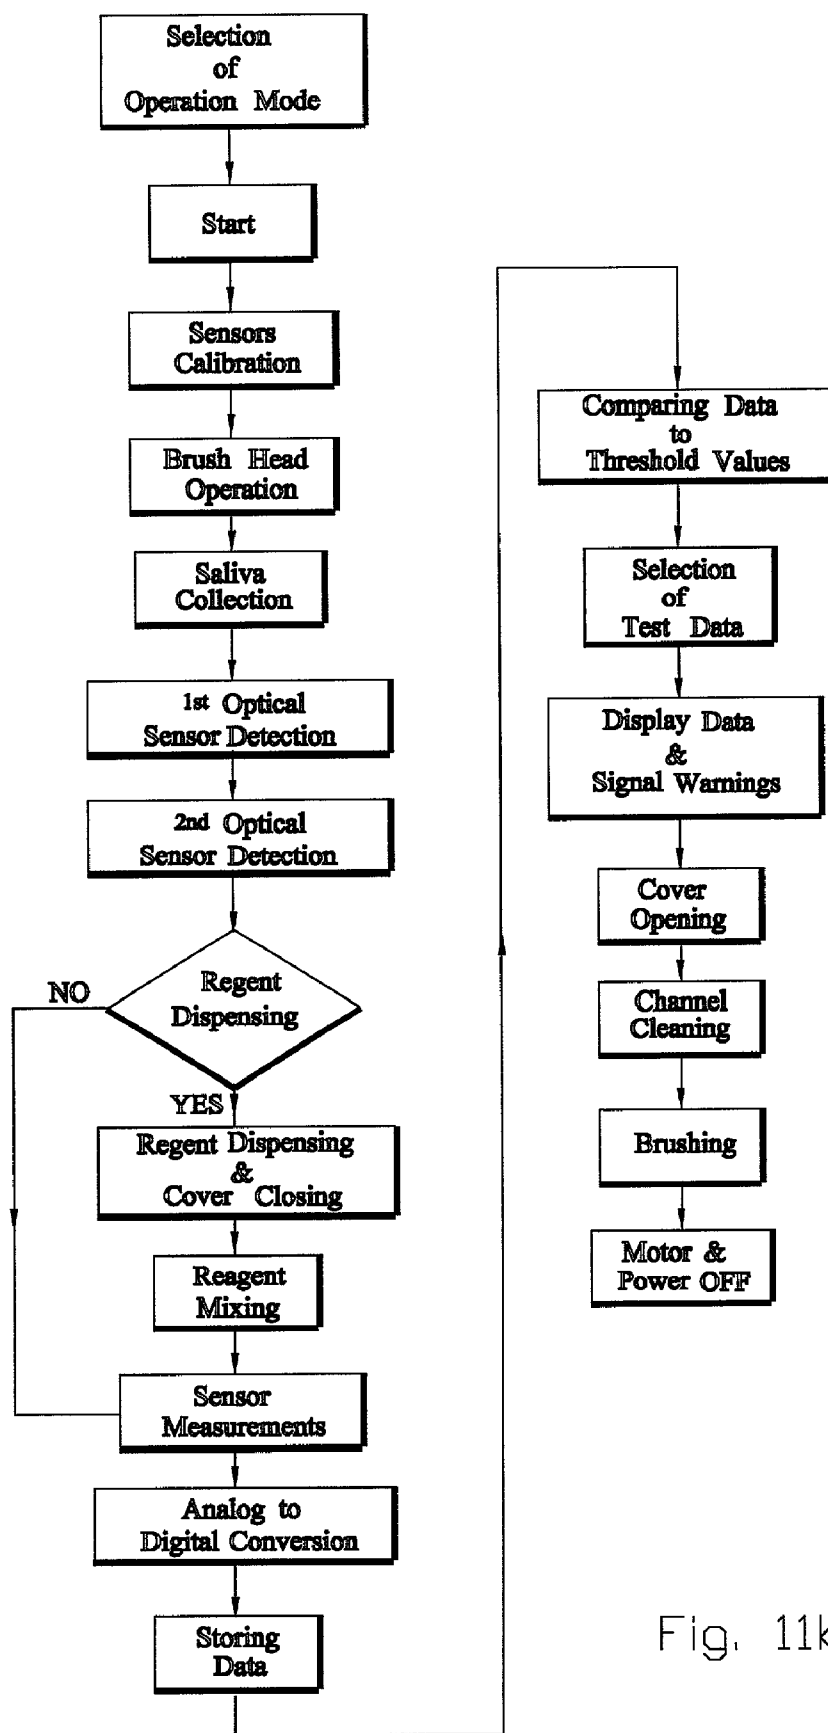 Selection
of
Operation Mode
Start
Sensors
Calibration
Brush Head
Operation
Saliva
Collection
1st Optical
Sensor Detection
2nd Optical
Sensor Detection
Regent
Dispensing
NO
YES
Regent Dispensing
&
Cover Closing
Reagent
Mixing
Sensor
Measurements
Analog to
Digital Conversion
Storing
Data
Comparing Data
to
Threshold Values
Selection
of
Test Data
Display Data
&
Signal Warnings
Cover
Opening
Channel
Cleaning
Brushing
Motor &
Power OFF
Fig. 11k